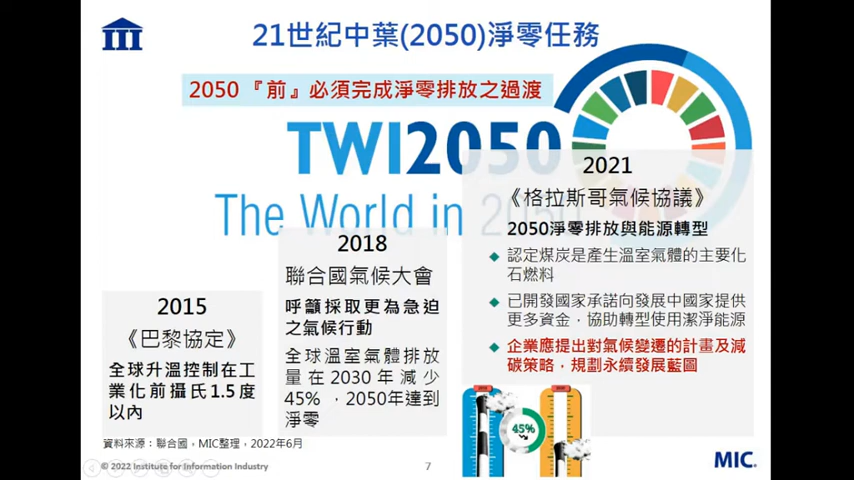 21世紀中葉(2050)淨零任務
2050『前』必須完成淨零排放之過渡
TWI2050
The World in 2050
2015
《巴黎協定》
全球升溫控制在工
業化前攝氏1.5度
以內
2018
聯合國氣候大會
呼籲採取更為急迫
之氣候行動
全球溫室氣體排放
量在2030年減少
45%，2050年達到
淨零
2021
《格拉斯哥氣候協議》
2050淨零排放與能源轉型
認定煤炭是產生溫室氣體的主要化
石燃料
已開發國家承諾向發展中國家提供
更多資金，協助轉型使用潔淨能源
企業應提出對氣候變遷的計畫及減
碳策略，規劃永續發展藍圖
45%
資料來源：聯合國，MIC整理，2022年6月
© 2022 Institute for Information Industry
7
MIC